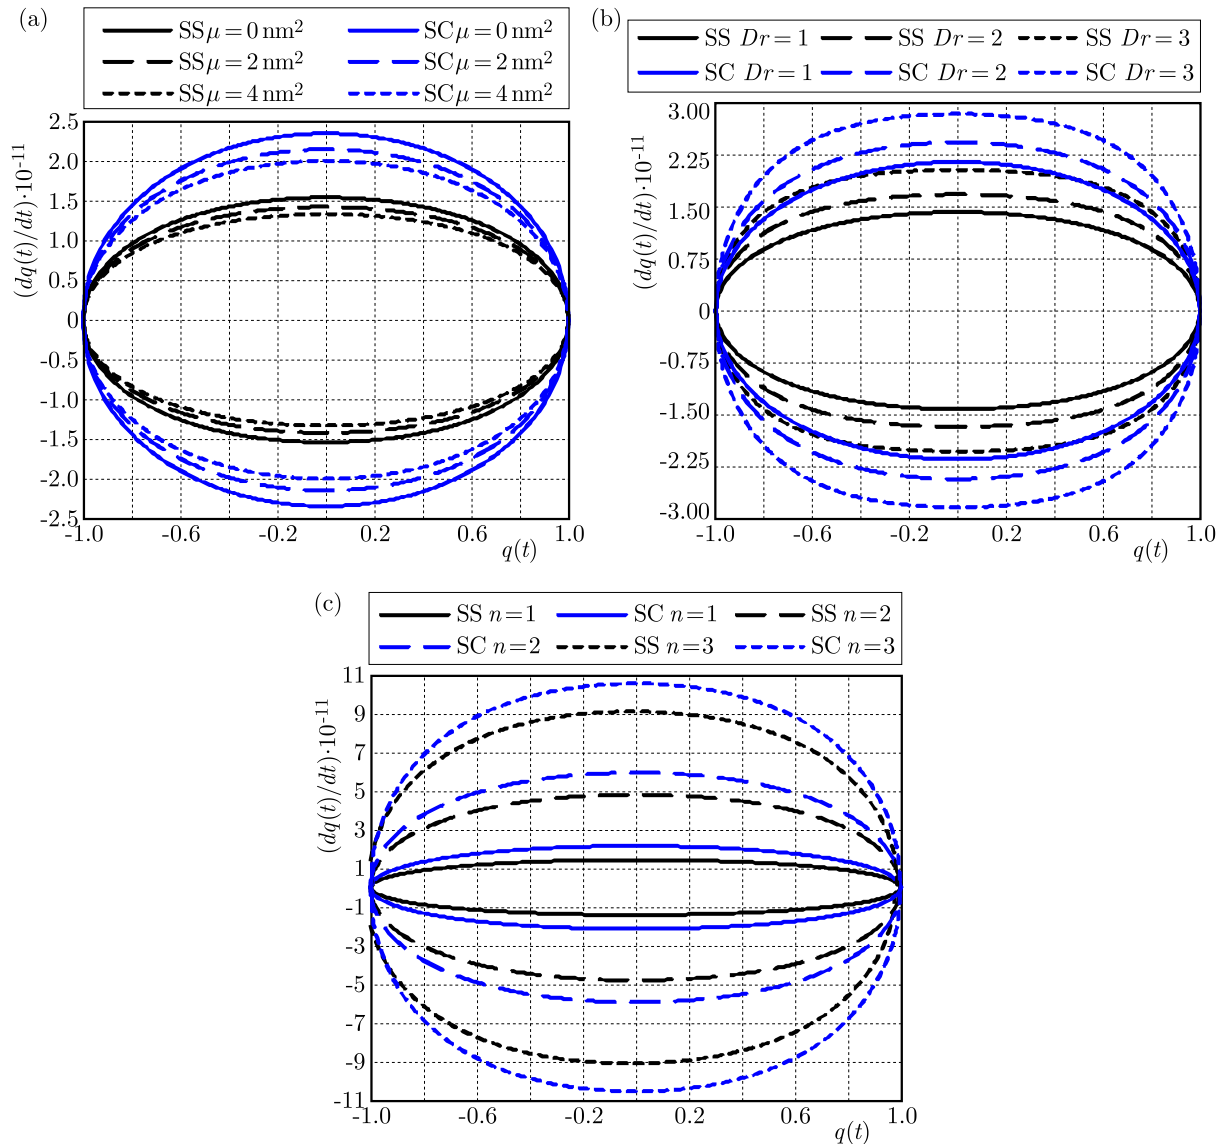 (a)
SS μ = 0 nm² SC μ = 0 nm²
SS μ = 2 nm² SC μ = 2 nm²
SS μ = 4 nm² SC μ = 4 nm²
(dq(t)/dt)·10⁻¹¹
2.5
2.0
1.5
1.0
0.5
0
-0.5
-1.0
-1.5
-2.0
-2.5
-1.0 -0.6 -0.2 0.2 0.6 1.0
q(t)
(b)
SS Dr = 1 SS Dr = 2 SS Dr = 3
SC Dr = 1 SC Dr = 2 SC Dr = 3
(dq(t)/dt)·10⁻¹¹
3.00
2.25
1.50
0.75
0
-0.75
-1.50
-2.25
-3.00
-1.0 -0.6 -0.2 0.2 0.6 1.0
q(t)
(c)
SS n=1 SC n=1 SS n=2
SC n=2 SS n=3 SC n=3
(dq(t)/dt)·10⁻¹¹
11
9
7
5
3
1
-1
-3
-5
-7
-9
-11
-1.0 -0.6 -0.2 0.2 0.6 1.0
q(t)